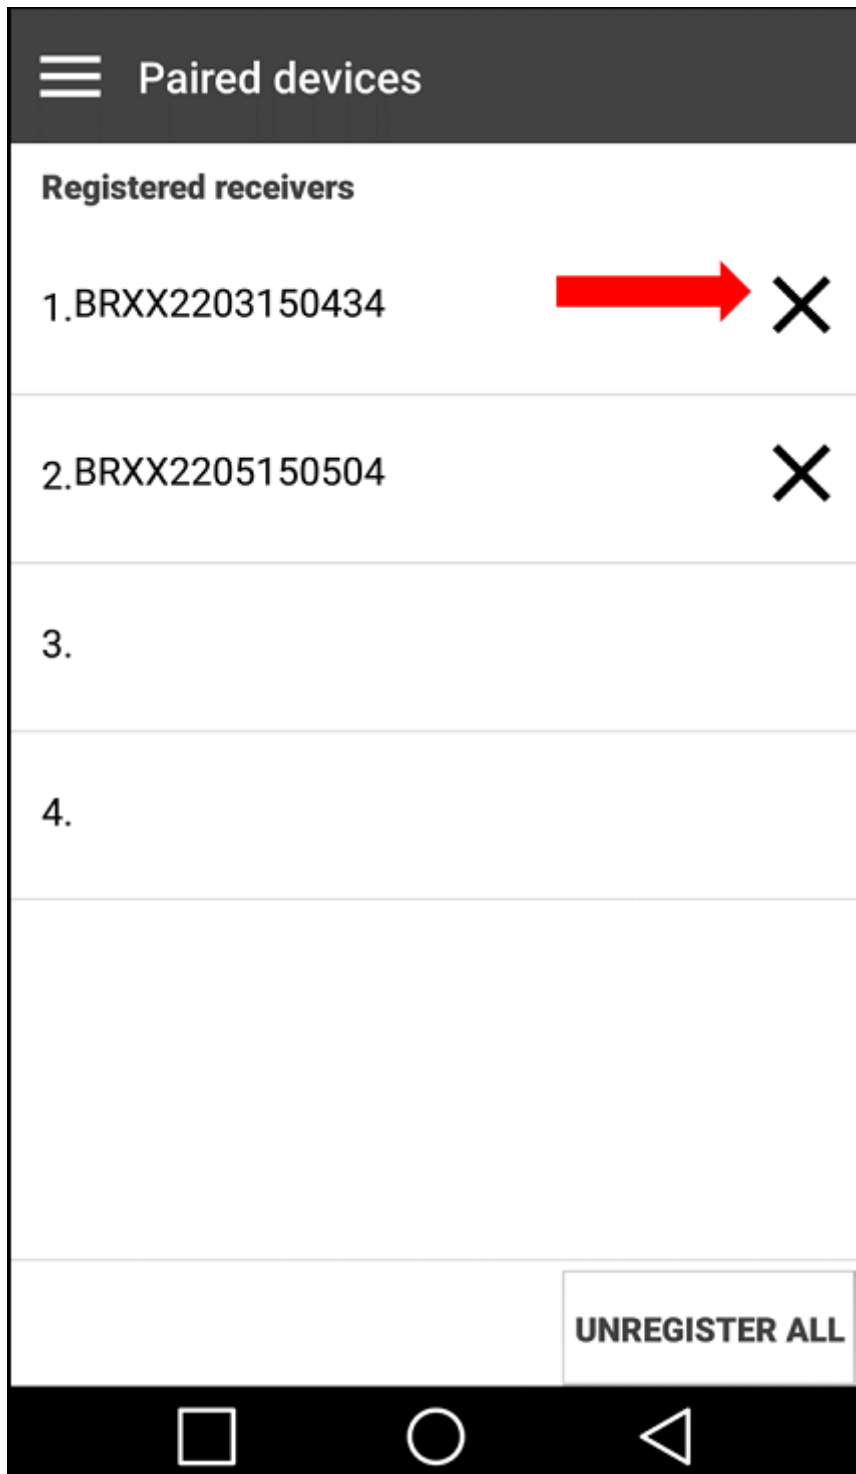 Paired devices
Registered receivers
1.BRXX2203150434
2.BRXX2205150504
3.
4.
UNREGISTER ALL